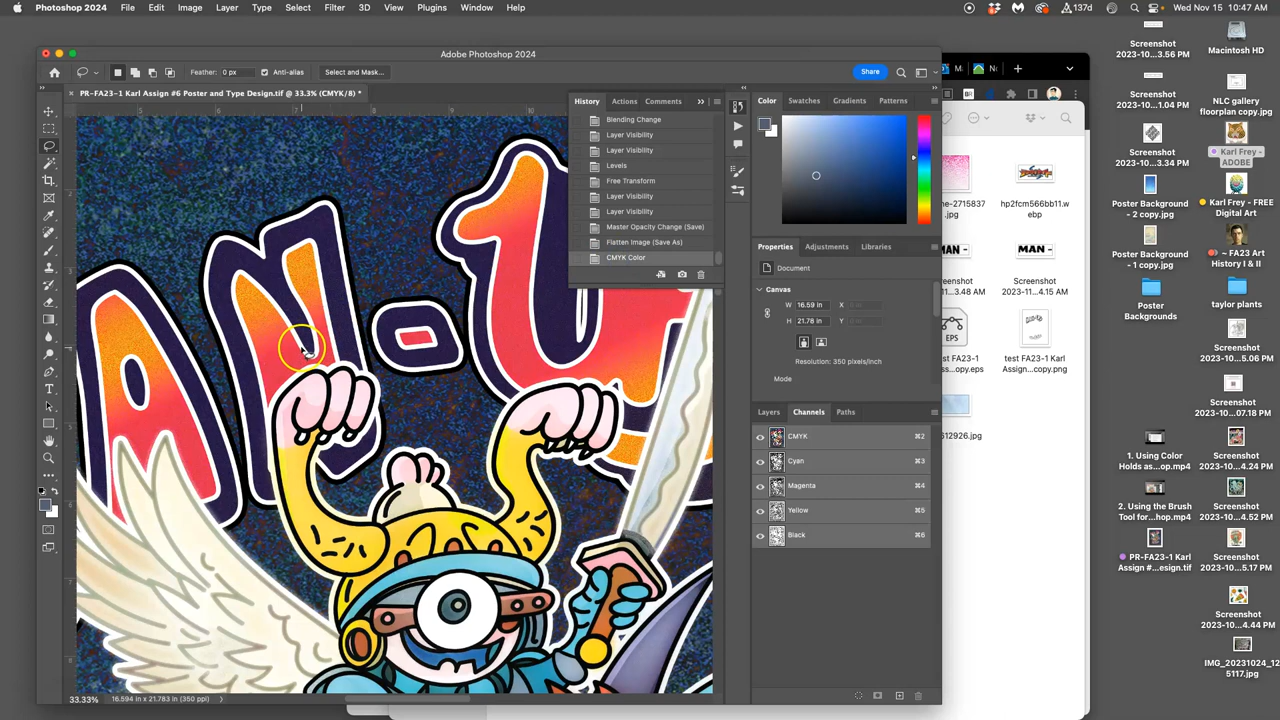 Photoshop 2024 File Edit Image Layer Type Select Filter 3D View Plugins Window Help
137d Wed Nov 15 10:47 AM
Adobe Photoshop 2024
Feather: 0 px Anti-alias Select and Mask... Share
PR-FA23-1 Karl Assign #6 Poster and Type Design.tif @ 33.3% (CMYK/8) *
History Actions Comments
Blending Change
Layer Visibility
Layer Visibility
Levels
Free Transform
Layer Visibility
Layer Visibility
Master Opacity Change (Save)
Flatten Image (Save As)
CMYK Color
Color Swatches Gradients Patterns
Properties Adjustments Libraries
Document
Canvas
W 16.59 in X
H 21.78 in Y
Resolution: 350 pixels/inch
Mode
Layers Channels Paths
CMYK ⌘2
Cyan ⌘3
Magenta ⌘4
Yellow ⌘5
Black ⌘6
AN-U
33.33% 16.594 in x 21.783 in (350 ppi)
ne-2715837
.jpg
hp2fcm566bb11.w
ebp
MAN-
screenshot
...3.48 AM
Screenshot
2023-11...4.15 AM
EPS
test FA23-1
Assign...copy.eps
test FA23-1 Karl
Assign...copy.png
612926.jpg
Screenshot
2023-10...3.56 PM
Macintosh HD
Screenshot
2023-10...1.04 PM
NLC gallery
floorplan.png
Screenshot
2023-10...3.34 PM
Karl Frey -
ADOBE
Poster Background
- 2 copy.jpg
Karl Frey - FREE
Digital Art
Poster Background
-1 copy.jpg
~ FA23 Art
History I & II
Poster
Backgrounds
taylor plants
Screenshot
2023-10...5.06 PM
Screenshot
2023-10...07.18 PM
1. Using Color
Holds as...op.mp4
Screenshot
2023-10...4.24 PM
2. Using the Brush
Tool for...hop.mp4
Screenshot
2023-10...4.52 PM
PR-FA23-1 Karl
Assign #...esign.tif
Screenshot
2023-10...5.17 PM
Screenshot
2023-10...4.44 PM
IMG_20231024_12
5117.jpg